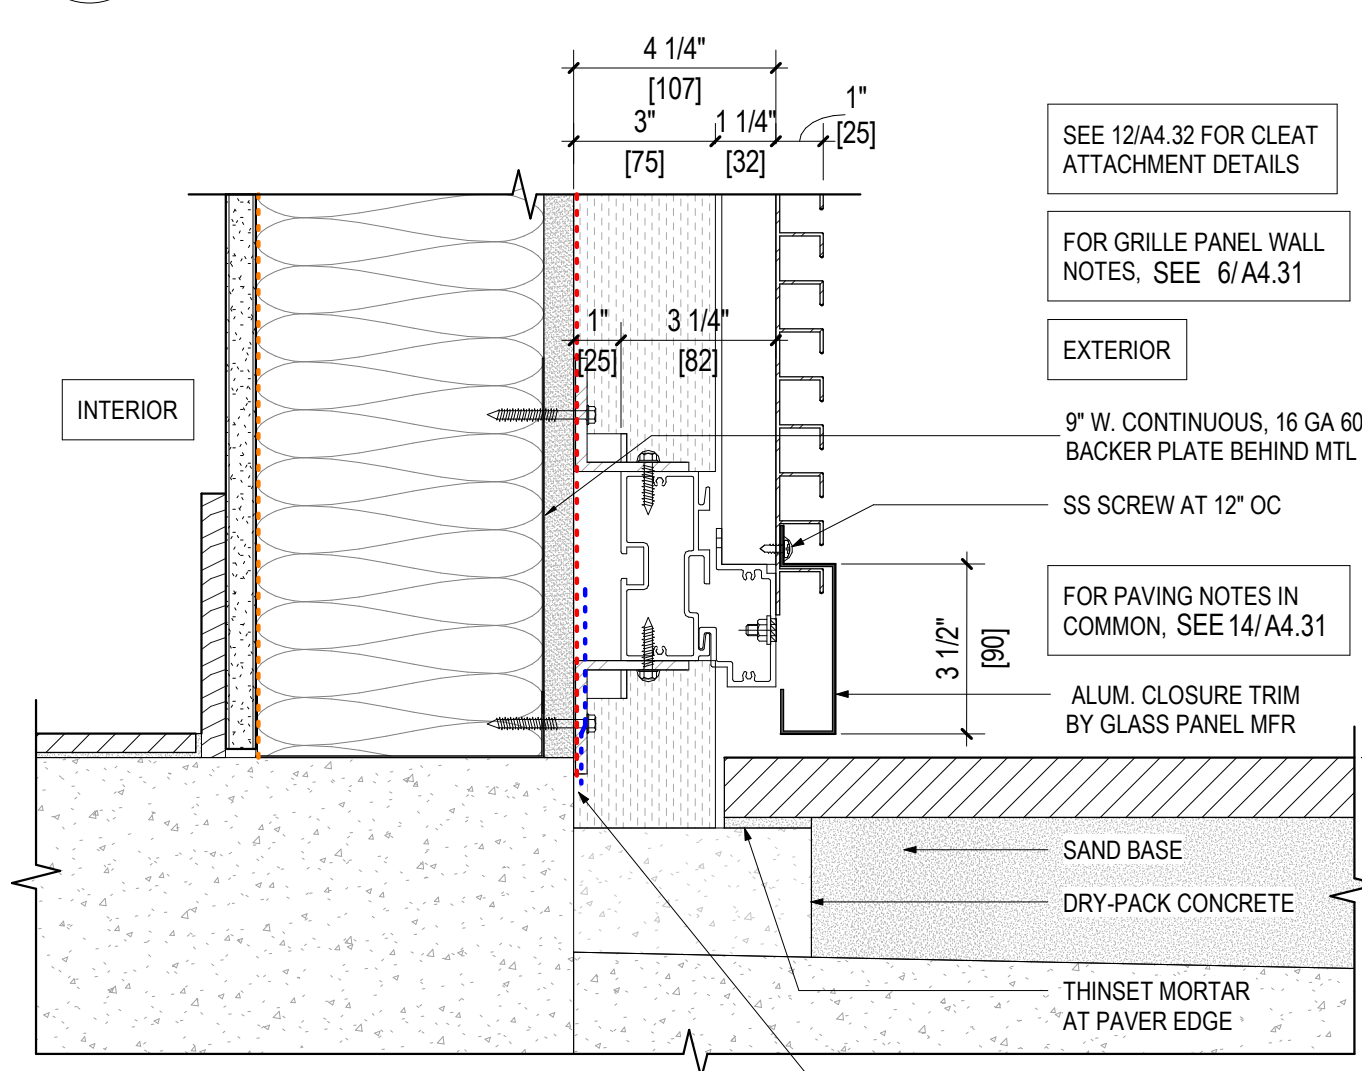 4 1/4"
[107]
1"
[25]
3"
[75]
1 1/4"
[32]
SEE 12/A4.32 FOR CLEAT
ATTACHMENT DETAILS
FOR GRILLE PANEL WALL
NOTES, SEE 6/A4.31
1"
[25]
3 1/4"
[82]
EXTERIOR
INTERIOR
9" W. CONTINUOUS, 16 GA 60
BACKER PLATE BEHIND MTL
SS SCREW AT 12" OC
FOR PAVING NOTES IN
COMMON, SEE 14/A4.31
3 1/2"
[90]
ALUM. CLOSURE TRIM
BY GLASS PANEL MFR
SAND BASE
DRY-PACK CONCRETE
THINSET MORTAR
AT PAVER EDGE